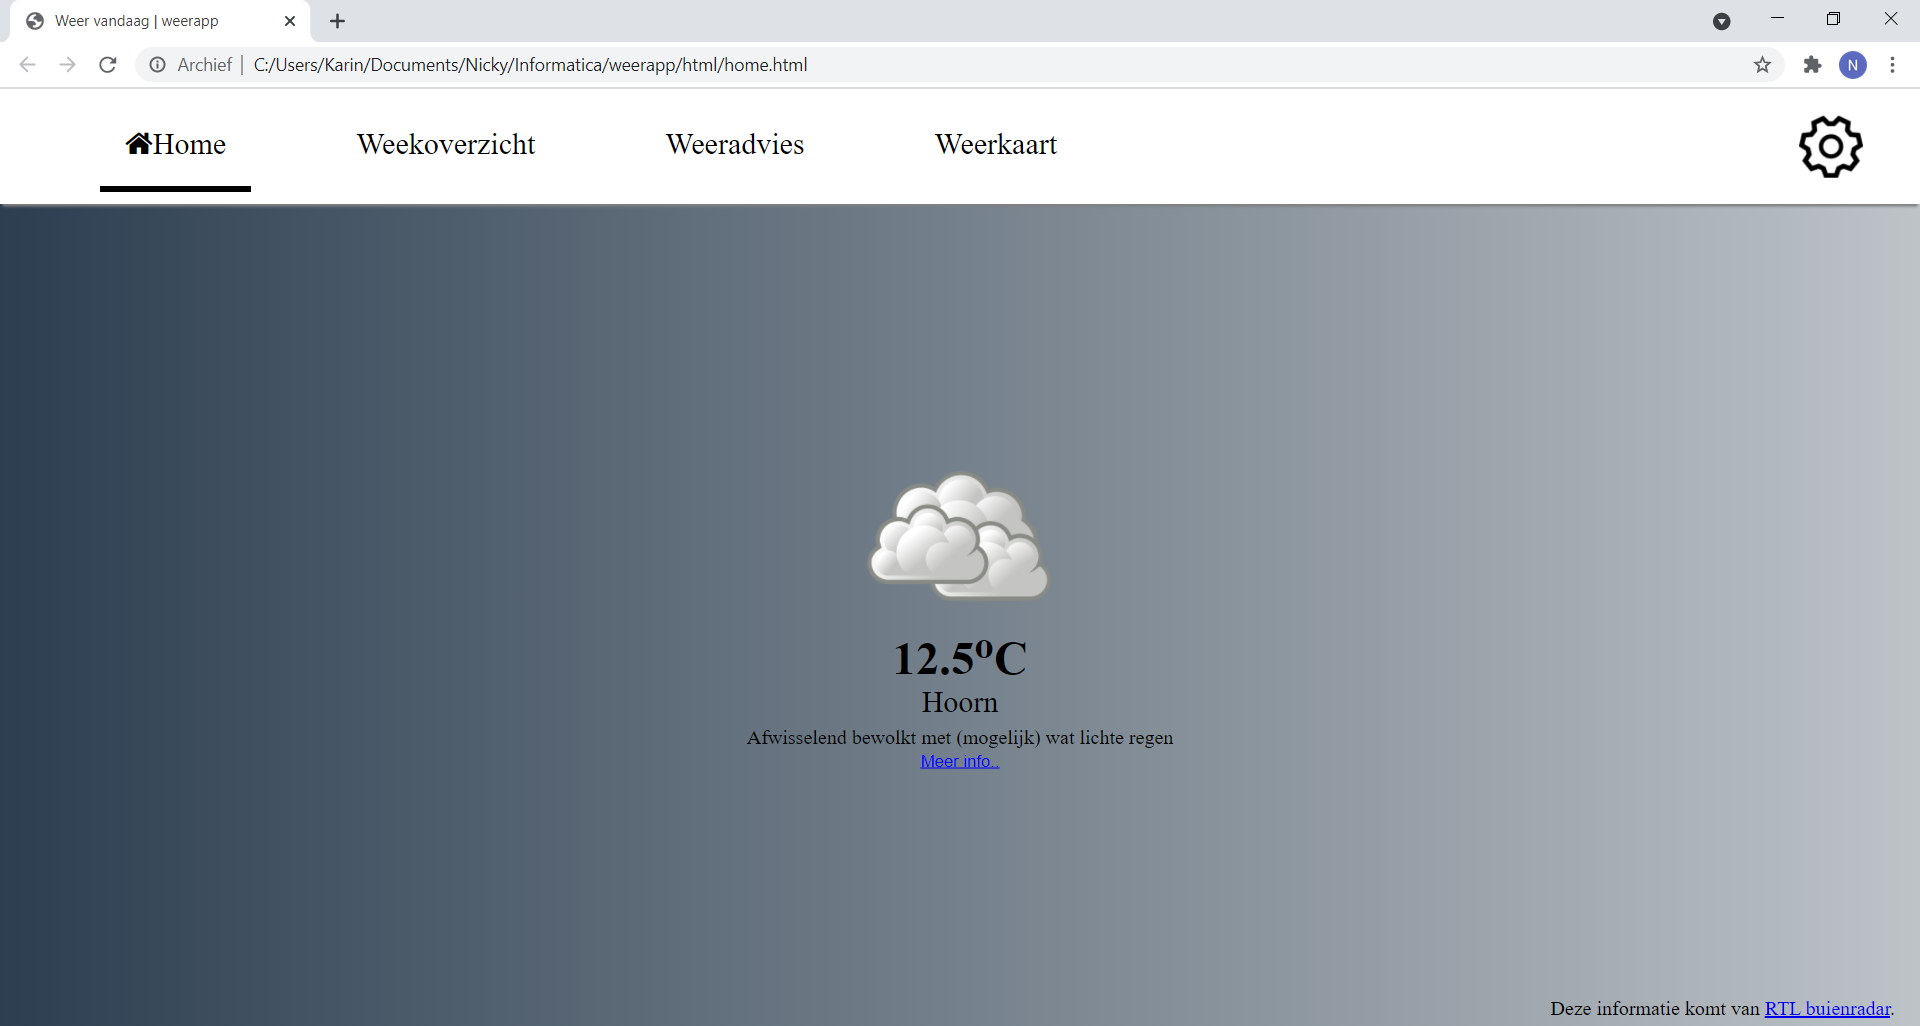 Weer vandaag | weerapp
Archief | C:/Users/Karin/Documents/Nicky/Informatica/weerapp/html/home.html
N
Home Weekoverzicht Weeradvies Weerkaart
12.5ºC
Hoorn
Afwisselend bewolkt met (mogelijk) wat lichte regen
Meer info..
Deze informatie komt van RTL buienradar.